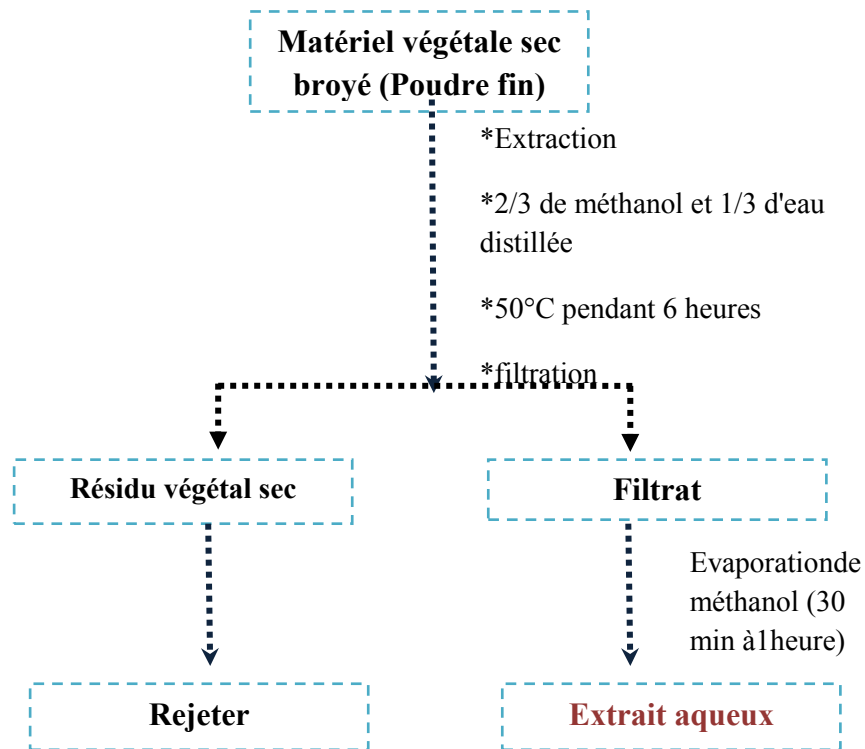 Matériel végétale sec
broyé (Poudre fin)
*Extraction
*2/3 de méthanol et 1/3 d'eau
distillée
*50°C pendant 6 heures
*filtration
Résidu végétal sec
Filtrat
Evaporationde
méthanol (30
min à1heure)
Rejeter
Extrait aqueux